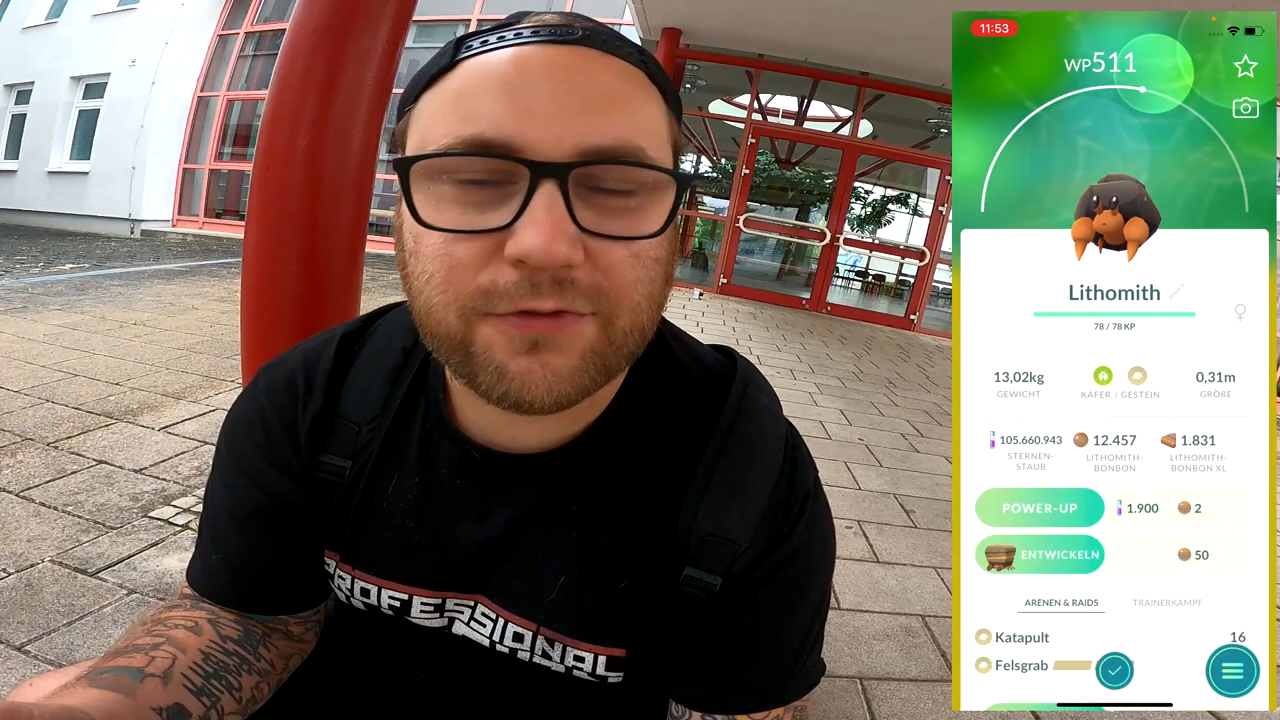 PROFESSIONAL
11:53
WP511
Lithomith
78 / 78 KP
13,02kg
GEWICHT
KÄFER / GESTEIN
0,31m
GRÖßE
105.660.943
STERNEN-
STAUB
12.457
LITHOMITH-
BONBON
1.831
LITHOMITH-
BONBON XL
POWER-UP
1.900
2
ENTWICKELN
50
ARENEN & RAIDS
TRAINERKAMPF
Katapult
16
Felsgrab